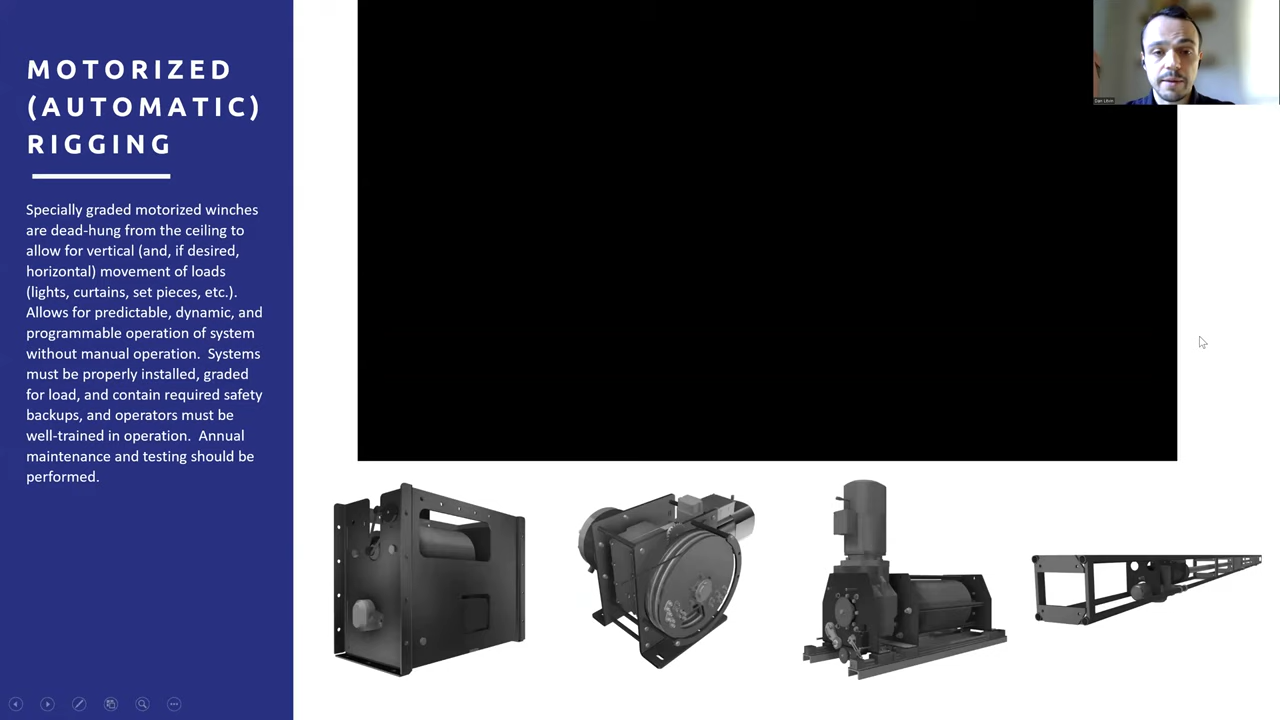 MOTORIZED
(AUTOMATIC)
RIGGING
Specially graded motorized winches
are dead-hung from the ceiling to
allow for vertical (and, if desired,
horizontal) movement of loads
(lights, curtains, set pieces, etc.).
Allows for predictable, dynamic, and
programmable operation of system
without manual operation.  Systems
must be properly installed, graded
for load, and contain required safety
backups, and operators must be
well-trained in operation.  Annual
maintenance and testing should be
performed.